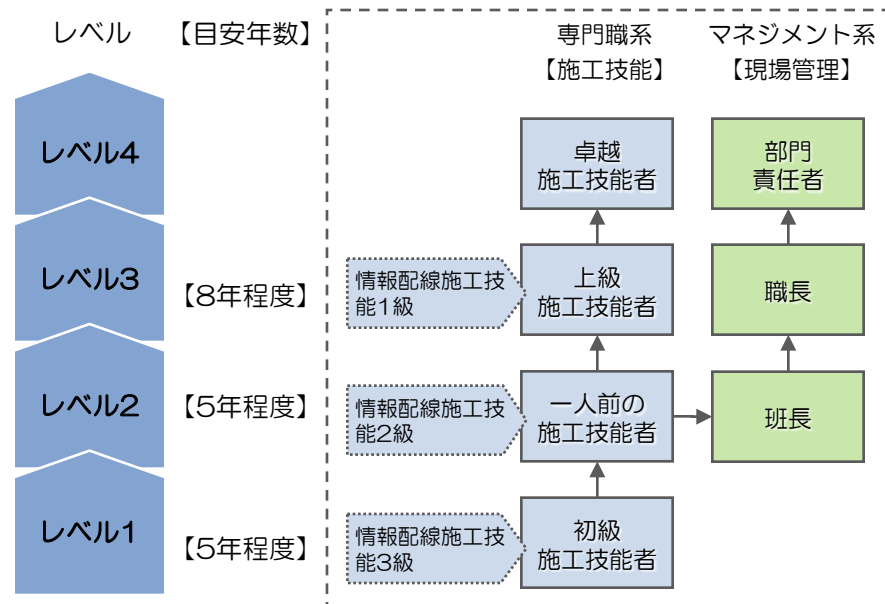 レベル 【目安年数】 専門職系 マネジメント系
【施工技能】 【現場管理】
レベル4
卓越
施工技能者
部門
責任者
レベル3
【8年程度】
情報配線施工技
能1級
上級
施工技能者
職長
レベル2
【5年程度】
情報配線施工技
能2級
一人前の
施工技能者
班長
レベル1
【5年程度】
情報配線施工技
能3級
初級
施工技能者